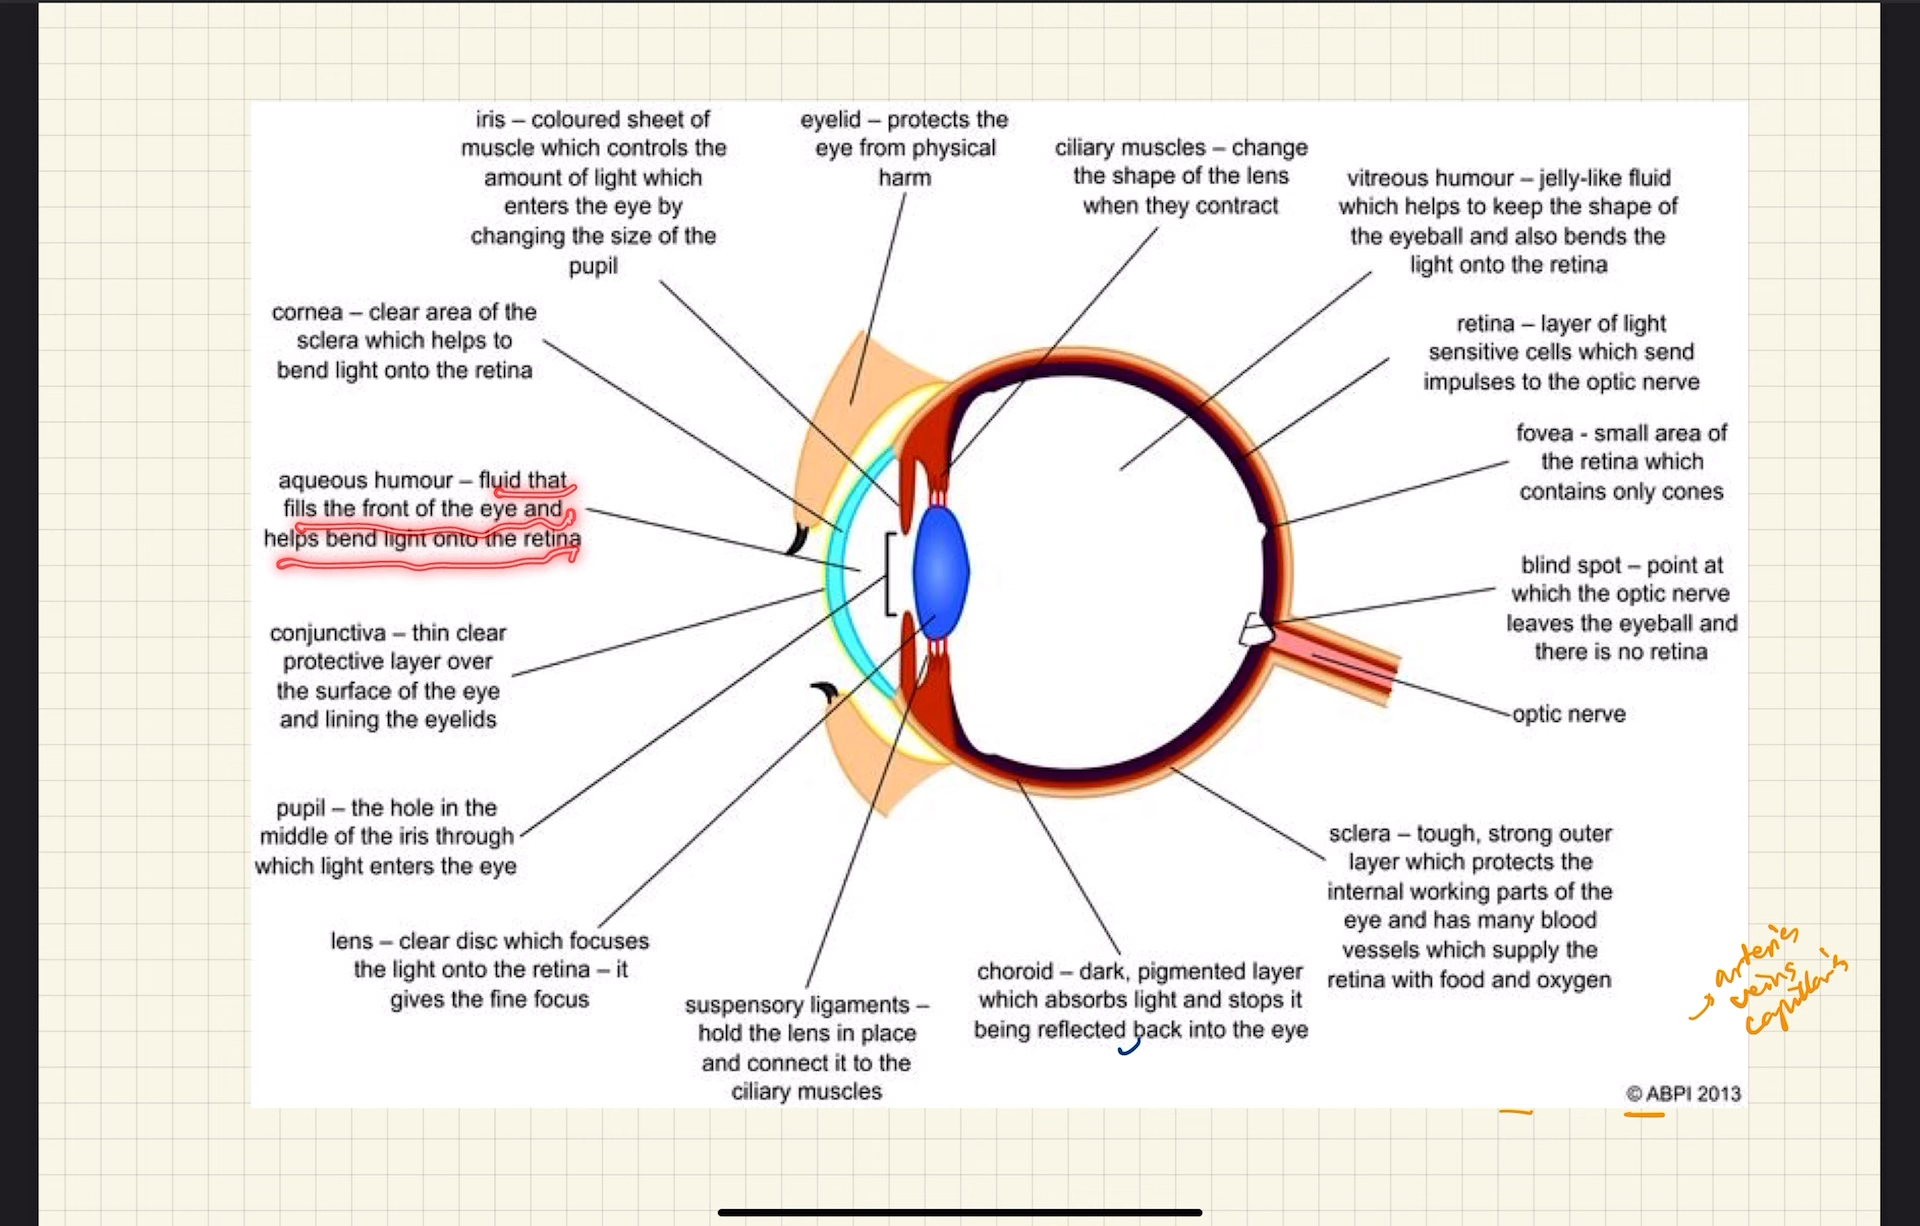 iris – coloured sheet of
muscle which controls the
amount of light which
enters the eye by
changing the size of the
pupil
eyelid – protects the
eye from physical
harm
ciliary muscles – change
the shape of the lens
when they contract
vitreous humour – jelly-like fluid
which helps to keep the shape of
the eyeball and also bends the
light onto the retina
cornea – clear area of the
sclera which helps to
bend light onto the retina
retina – layer of light
sensitive cells which send
impulses to the optic nerve
fovea - small area of
the retina which
contains only cones
aqueous humour – fluid that
fills the front of the eye and
helps bend light onto the retina
blind spot – point at
which the optic nerve
leaves the eyeball and
there is no retina
conjunctiva – thin clear
protective layer over
the surface of the eye
and lining the eyelids
optic nerve
pupil – the hole in the
middle of the iris through
which light enters the eye
sclera – tough, strong outer
layer which protects the
internal working parts of the
eye and has many blood
vessels which supply the
retina with food and oxygen
lens – clear disc which focuses
the light onto the retina – it
gives the fine focus
suspensory ligaments –
hold the lens in place
and connect it to the
ciliary muscles
choroid – dark, pigmented layer
which absorbs light and stops it
being reflected back into the eye
arteries
veins
capillaris
© ABPI 2013